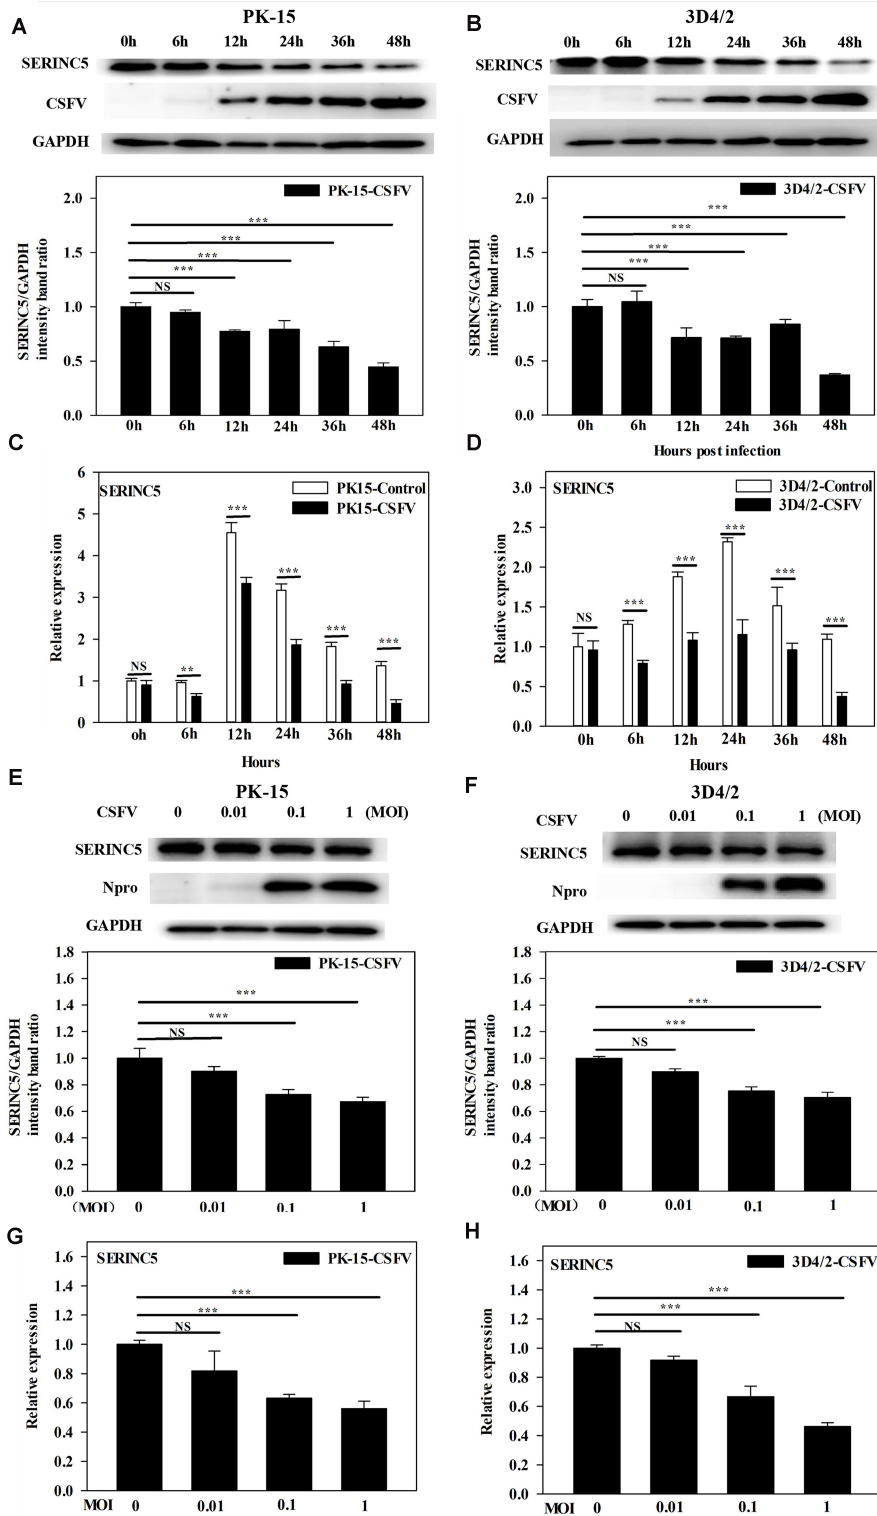 A
PK-15
0h 6h 12h 24h 36h 48h
SERINC5
CSFV
GAPDH
PK-15-CSFV
SERINC5/GAPDH
intensity band ratio
2.0
1.5
1.0
0.5
0.0
***
***
***
***
NS
0h 6h 12h 24h 36h 48h
B
3D4/2
0h 6h 12h 24h 36h 48h
SERINC5
CSFV
GAPDH
3D4/2-CSFV
SERINC5/GAPDH
intensity band ratio
2.0
1.5
1.0
0.5
0.0
***
***
***
***
NS
0h 6h 12h 24h 36h 48h
Hours post infection
C
SERINC5
PK15-Control
PK15-CSFV
Relative expression
6
5
4
3
2
1
0
NS ** *** *** *** ***
oh 6h 12h 24h 36h 48h
Hours
D
SERINC5
3D4/2-Control
3D4/2-CSFV
Relative expression
3.0
2.5
2.0
1.5
1.0
0.5
0.0
NS *** *** *** *** ***
0h 6h 12h 24h 36h 48h
Hours
E
PK-15
CSFV 0 0.01 0.1 1 (MOI)
SERINC5
Npro
GAPDH
PK-15-CSFV
SERINC5/GAPDH
intensity band ratio
1.8
1.6
1.4
1.2
1.0
0.8
0.6
0.4
0.2
0.0
***
***
NS
(MOI) 0 0.01 0.1 1
F
3D4/2
CSFV 0 0.01 0.1 1 (MOI)
SERINC5
Npro
GAPDH
3D4/2-CSFV
SERINC5/GAPDH
intensity band ratio
1.8
1.6
1.4
1.2
1.0
0.8
0.6
0.4
0.2
0.0
***
***
NS
(MOI) 0 0.01 0.1 1
G
SERINC5
PK-15-CSFV
Relative expression
1.6
1.4
1.2
1.0
0.8
0.6
0.4
0.2
0.0
***
***
NS
MOI 0 0.01 0.1 1
H
SERINC5
3D4/2-CSFV
Relative expression
1.6
1.4
1.2
1.0
0.8
0.6
0.4
0.2
0.0
***
***
NS
MOI 0 0.01 0.1 1